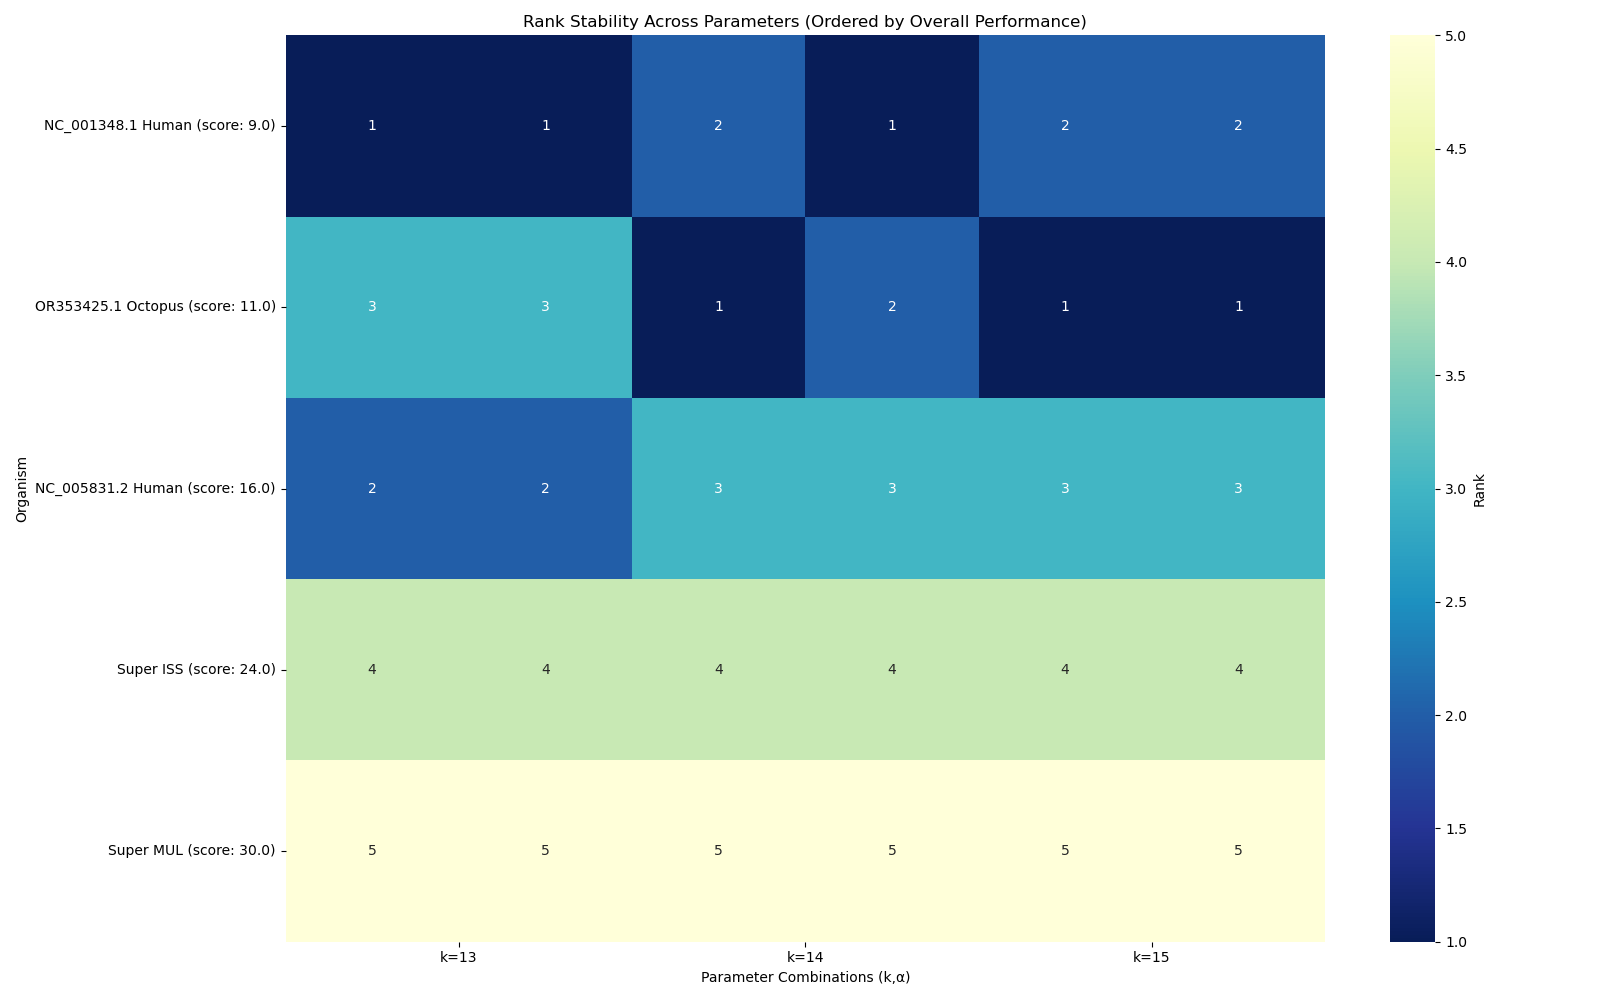 Rank Stability Across Parameters (Ordered by Overall Performance)
Organism
NC_001348.1 Human (score: 9.0)
1 1 2 1 2 2
OR353425.1 Octopus (score: 11.0)
3 3 1 2 1 1
NC_005831.2 Human (score: 16.0)
2 2 3 3 3 3
Super ISS (score: 24.0)
4 4 4 4 4 4
Super MUL (score: 30.0)
5 5 5 5 5 5
k=13 k=14 k=15
Parameter Combinations (k,α)
5.0
4.5
4.0
3.5
3.0
2.5
2.0
1.5
1.0
Rank